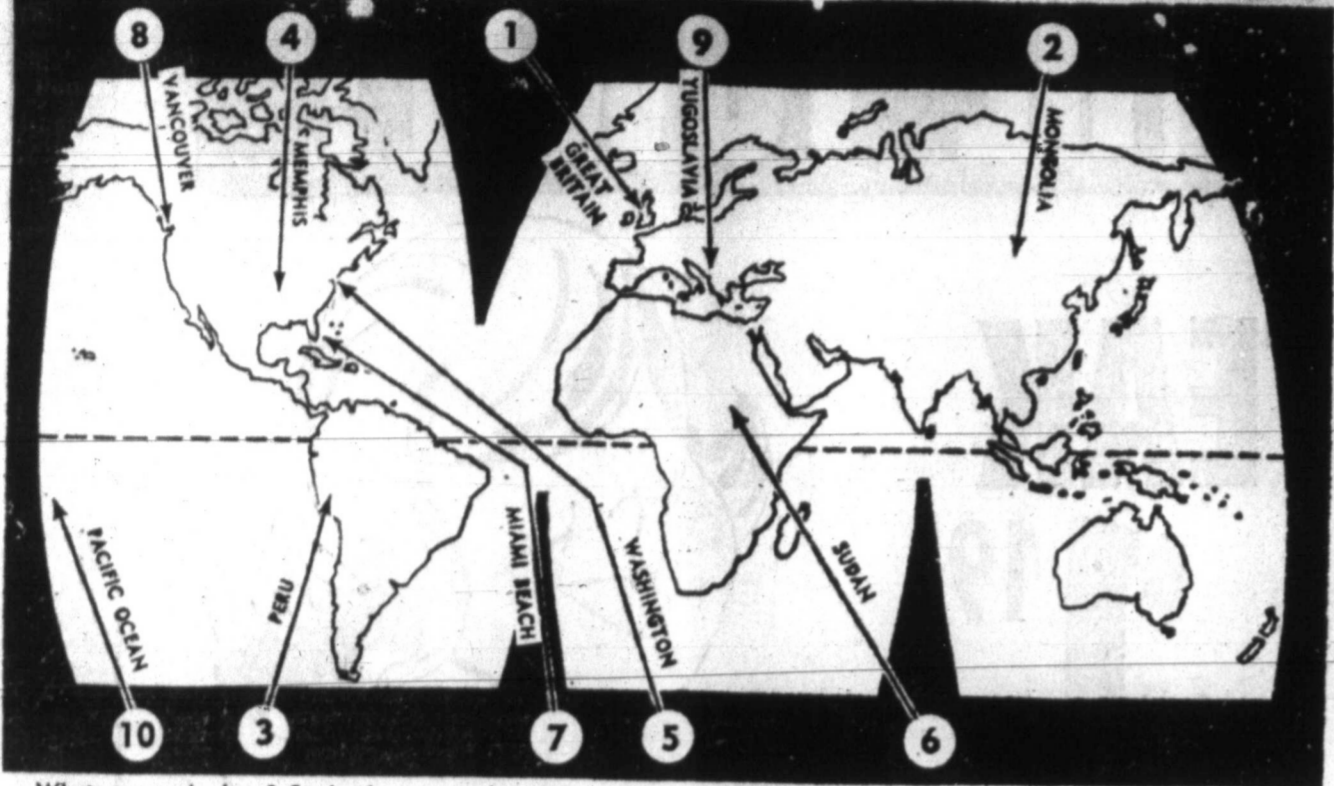 8
4
1
9
2
VANCOUVER
MEMPHIS
GREAT
BRITAIN
YUGOSLAVIA
MONGOLIA
PACIFIC OCEAN
PERU
MIAMI BEACH
WASHINGTON
SUDAN
10
3
7
5
6